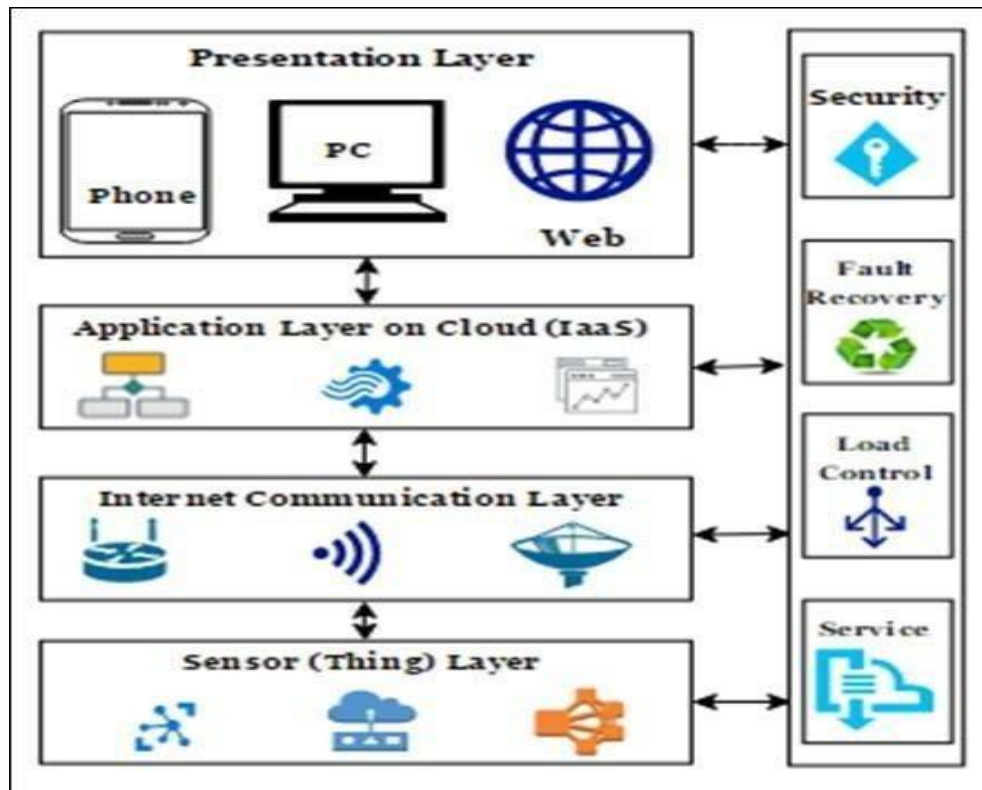 Presentation Layer
Phone
PC
Web
Application Layer on Cloud (IaaS)
Internet Communication Layer
Sensor (Thing) Layer
Security
Fault
Recovery
Load
Control
Service